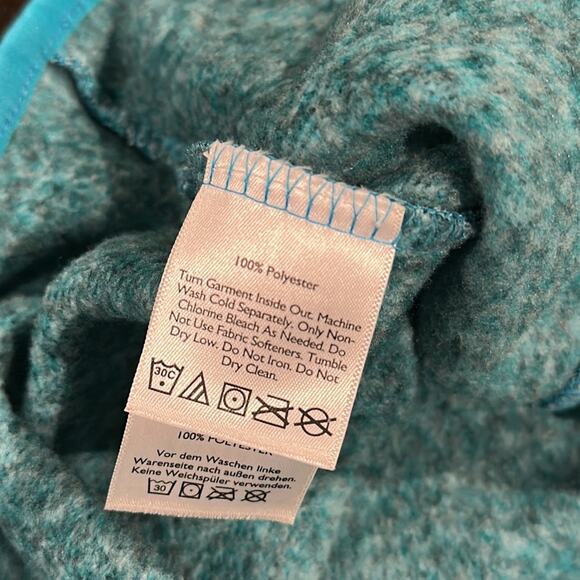 100% Polyester
Turn Garment Inside Out. Machine
Wash Cold Separately. Only Non-
Chlorine Bleach As Needed. Do
Not Use Fabric Softeners. Tumble
Dry Low. Do Not Iron. Do Not
Dry Clean.
30C
100% POLYESTER
Vor dem Waschen linke
Warenseite nach außen drehen.
Keine Weichspüler verwenden.
30